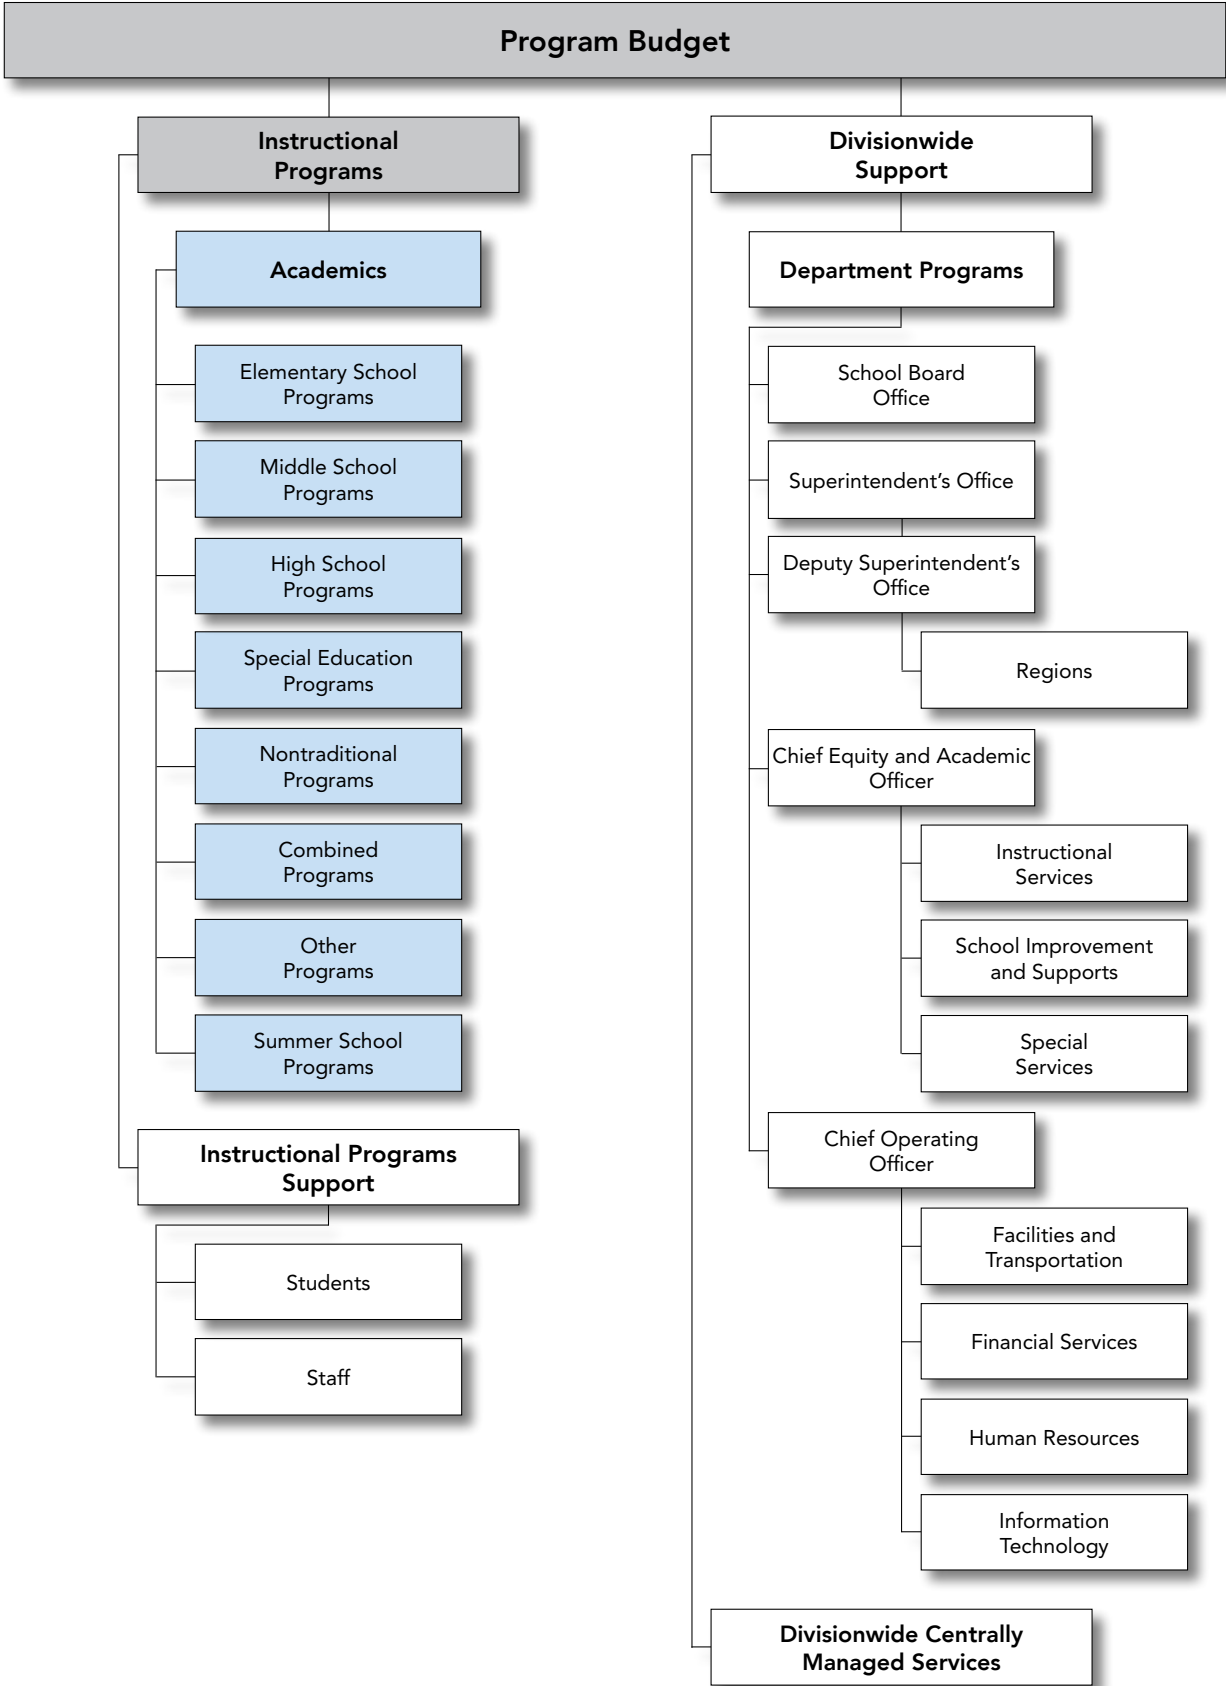 Program Budget
Instructional
Programs
Academics
Elementary School
Programs
Middle School
Programs
High School
Programs
Special Education
Programs
Nontraditional
Programs
Combined
Programs
Other
Programs
Summer School
Programs
Instructional Programs
Support
Students
Staff
Divisionwide
Support
Department Programs
School Board
Office
Superintendent’s Office
Deputy Superintendent’s
Office
Regions
Chief Equity and Academic
Officer
Instructional
Services
School Improvement
and Supports
Special
Services
Chief Operating
Officer
Facilities and
Transportation
Financial Services
Human Resources
Information
Technology
Divisionwide Centrally
Managed Services